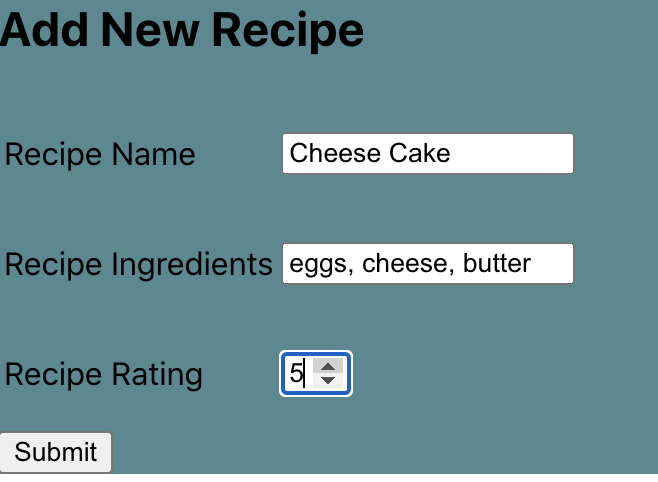 Add New Recipe
Recipe Name Cheese Cake
Recipe Ingredients eggs, cheese, butter
Recipe Rating 5
Submit